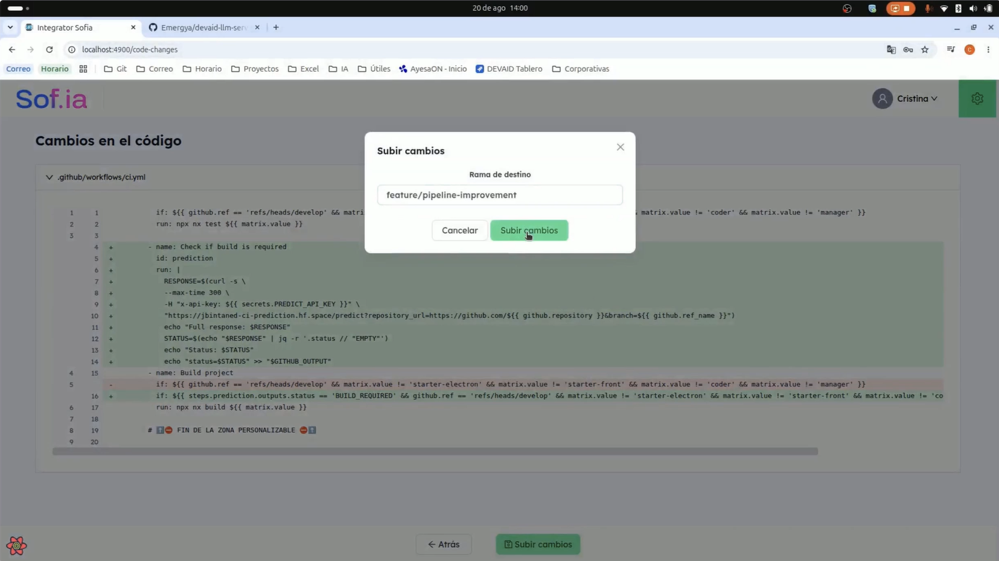 20 de ago 14:00
Integrator Sofia
Emergya/devaid-llm-serv
localhost:4900/code-changes
C
Correo
Horario
Git
Correo
Horario
Proyectos
Excel
IA
Útiles
AyesaON - Inicio
DEVAID Tablero
Corporativas
Sof.ia
Cristina
Cambios en el código
Subir cambios
Rama de destino
feature/pipeline-improvement
Cancelar
Subir cambios
.github/workflows/ci.yml
1 1 if: ${{ github.ref == 'refs/heads/develop' && matri matrix.value != 'coder' && matrix.value != 'manager' }}
2 2 run: npx nx test ${{ matrix.value }}
3 3
4 + - name: Check if build is required
5 + id: prediction
6 + run: |
7 + RESPONSE=$(curl -s \
8 + --max-time 300 \
9 + -H "x-api-key: ${{ secrets.PREDICT_API_KEY }}" \
10 + "https://jbintaned-ci-prediction.hf.space/predict?repository_url=https://github.com/${{ github.repository }}&branch=${{ github.ref_name }}")
11 + echo "Full response: $RESPONSE"
12 + STATUS=$(echo "$RESPONSE" | jq -r '.status // "EMPTY"')
13 + echo "Status: $STATUS"
14 + echo "status=$STATUS" >> "$GITHUB_OUTPUT"
4 15 - name: Build project
5 - if: ${{ github.ref == 'refs/heads/develop' && matrix.value != 'starter-electron' && matrix.value != 'starter-front' && matrix.value != 'coder' && matrix.value != 'manager' }}
16 + if: ${{ steps.prediction.outputs.status == 'BUILD_REQUIRED' && github.ref == 'refs/heads/develop' && matrix.value != 'starter-electron' && matrix.value != 'starter-front' && matrix.value != 'co
6 17 run: npx nx build ${{ matrix.value }}
7 18
8 19 # ⬆️⛔ FIN DE LA ZONA PERSONALIZABLE ⛔⬆️
9 20
← Atrás
Subir cambios